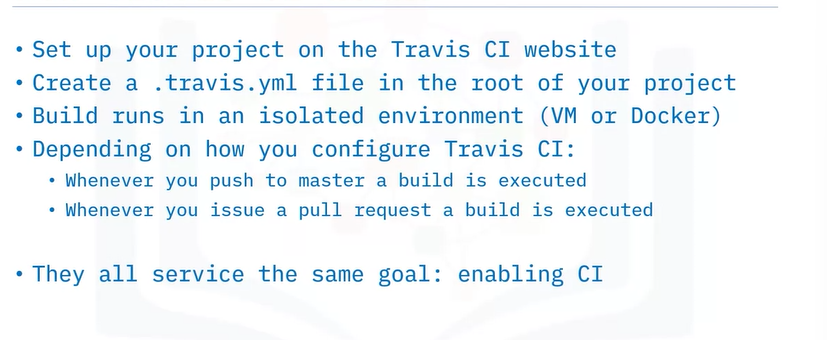 • Set up your project on the Travis CI website
• Create a .travis.yml file in the root of your project
• Build runs in an isolated environment (VM or Docker)
• Depending on how you configure Travis CI:
• Whenever you push to master a build is executed
• Whenever you issue a pull request a build is executed
• They all service the same goal: enabling CI